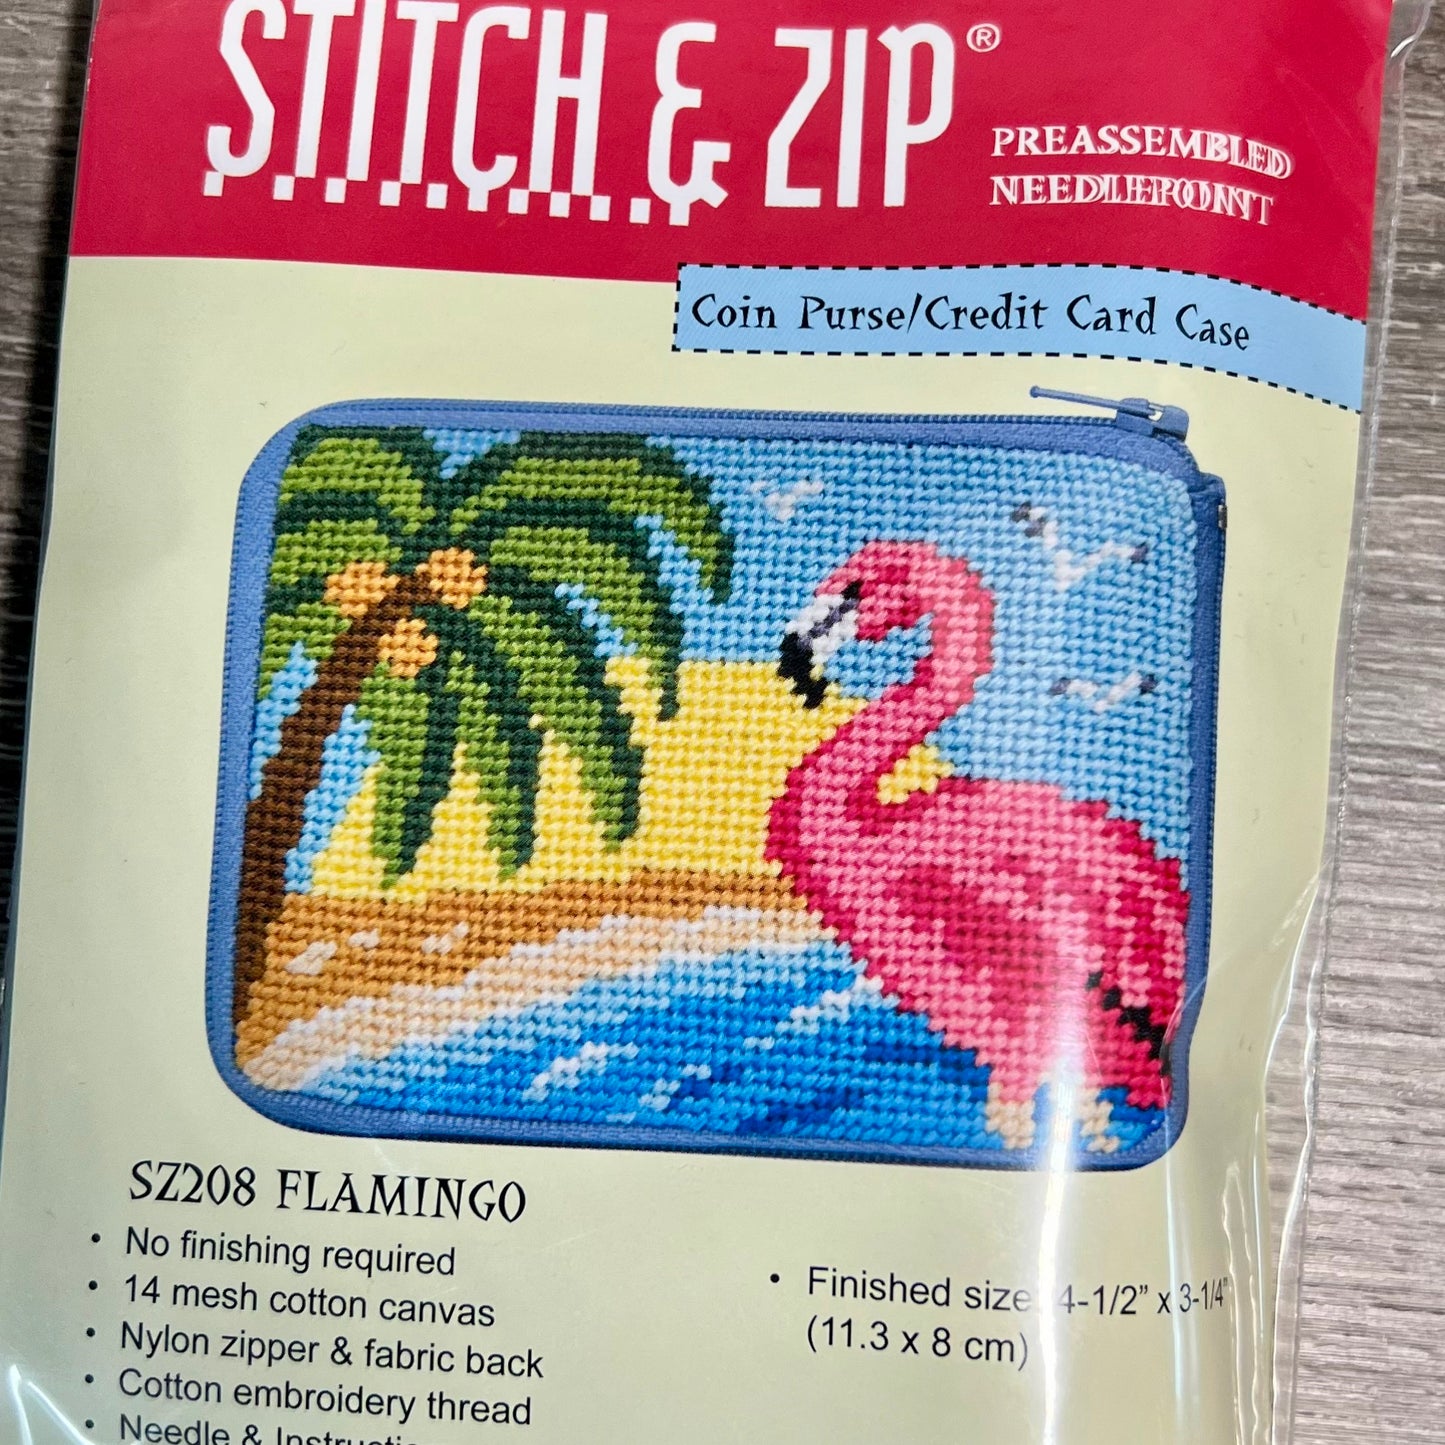 STITCH & ZIP®
PREASSEMBLED
NEEDLEPOINT
Coin Purse/Credit Card Case
SZ208 FLAMINGO
• No finishing required
• 14 mesh cotton canvas
• Nylon zipper & fabric back
• Cotton embroidery thread
• Needle &
• Finished size 4-1/2" x 3-1/4"
(11.3 x 8 cm)